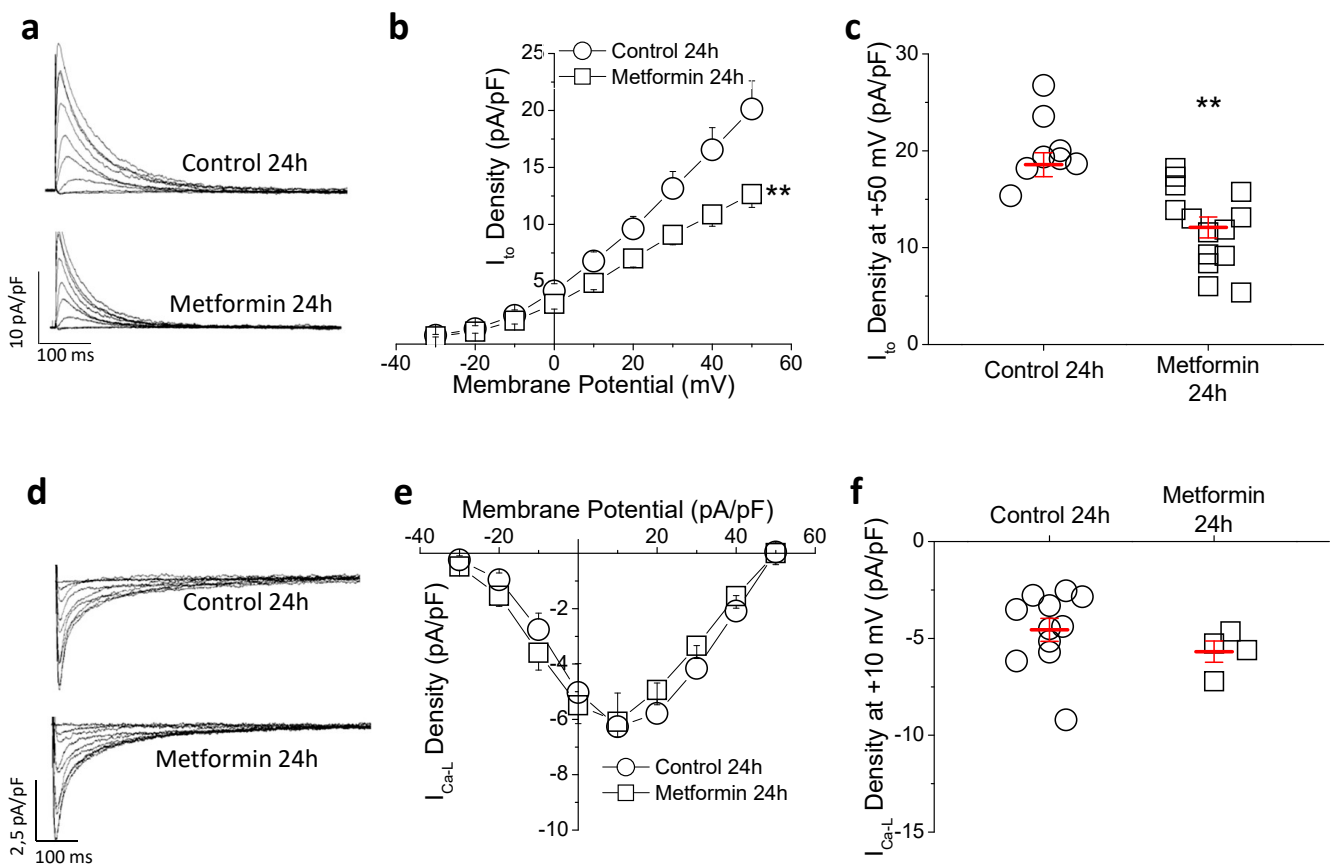 a
Control 24h
Metformin 24h
10 pA/pF
100 ms
b
Control 24h
Metformin 24h
25
20
15
10
5
I_to Density (pA/pF)
**
-40 -20 0 20 40 60
Membrane Potential (mV)
c
30
20
10
0
I_to Density at +50 mV (pA/pF)
**
Control 24h
Metformin
24h
d
Control 24h
Metformin 24h
2,5 pA/pF
100 ms
e
Membrane Potential (pA/pF)
-40 -20 0 20 40 60
-2
-4
-6
-8
-10
I_Ca-L Density (pA/pF)
Control 24h
Metformin 24h
f
Control 24h
Metformin
24h
0
-5
-10
-15
I_Ca-L Density at +10 mV (pA/pF)